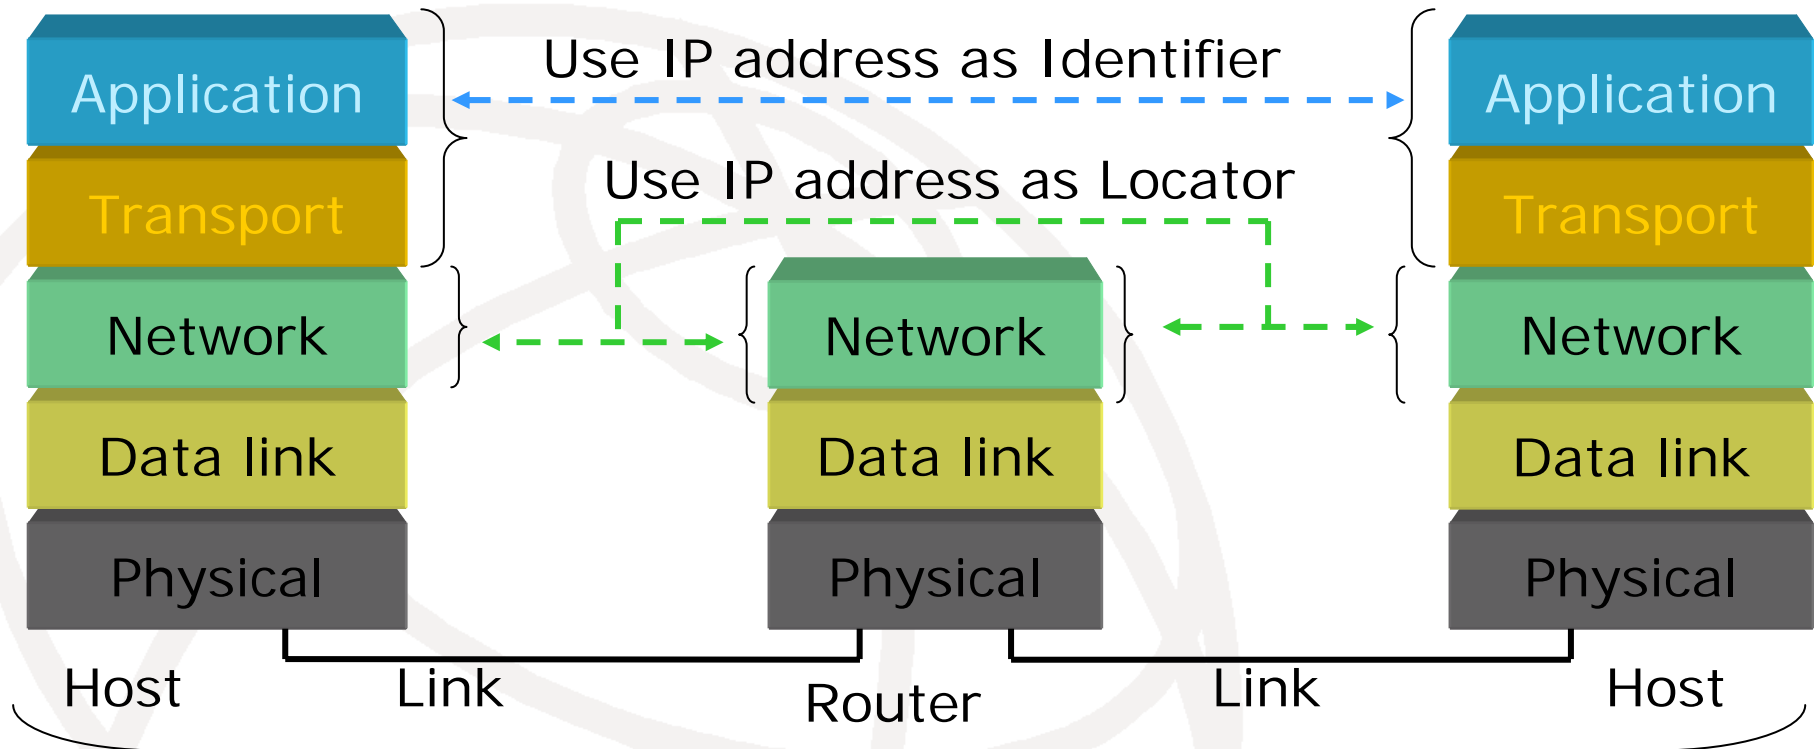 Use IP address as Identifier
Application
Application
Use IP address as Locator
Transport
Transport
Network
Network
Network
Data link
Data link
Data link
Physical
Physical
Physical
Host
Link
Router
Link
Host